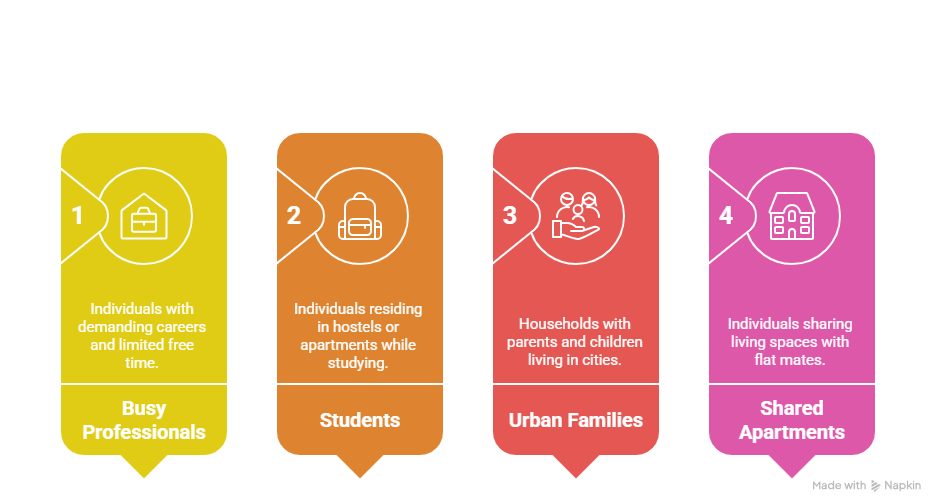 1
Individuals with
demanding careers
and limited free
time.
Busy
Professionals
2
Individuals residing
in hostels or
apartments while
studying.
Students
3
Households with
parents and children
living in cities.
Urban Families
4
Individuals sharing
living spaces with
flat mates.
Shared
Apartments
Made with Napkin